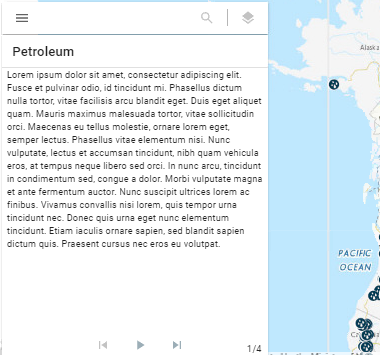 Petroleum
Lorem ipsum dolor sit amet, consectetur adipiscing elit.
Fusce et pulvinar odio, id tincidunt mi. Phasellus dictum
nulla tortor, vitae facilisis arcu blandit eget. Duis eget aliquet
quam. Mauris maximus malesuada tortor, vitae sollicitudin
orci. Maecenas eu tellus molestie, ornare lorem eget,
semper lectus. Phasellus vitae elementum nisi. Nunc
vulputate, lectus et accumsan tincidunt, nibh quam vehicula
eros, at tempus neque libero sed orci. In nunc arcu, tincidunt
in condimentum sed, congue a dolor. Morbi vulputate magna
et ante fermentum auctor. Nunc suscipit ultrices lorem ac
finibus. Vivamus convallis nisi lorem, quis tempor urna
tincidunt nec. Donec quis urna eget nunc elementum
tincidunt. Etiam iaculis ornare sapien, sed blandit sapien
dictum quis. Praesent cursus nec eros eu volutpat.
1/4
Alaska
PACIFIC
OCEAN